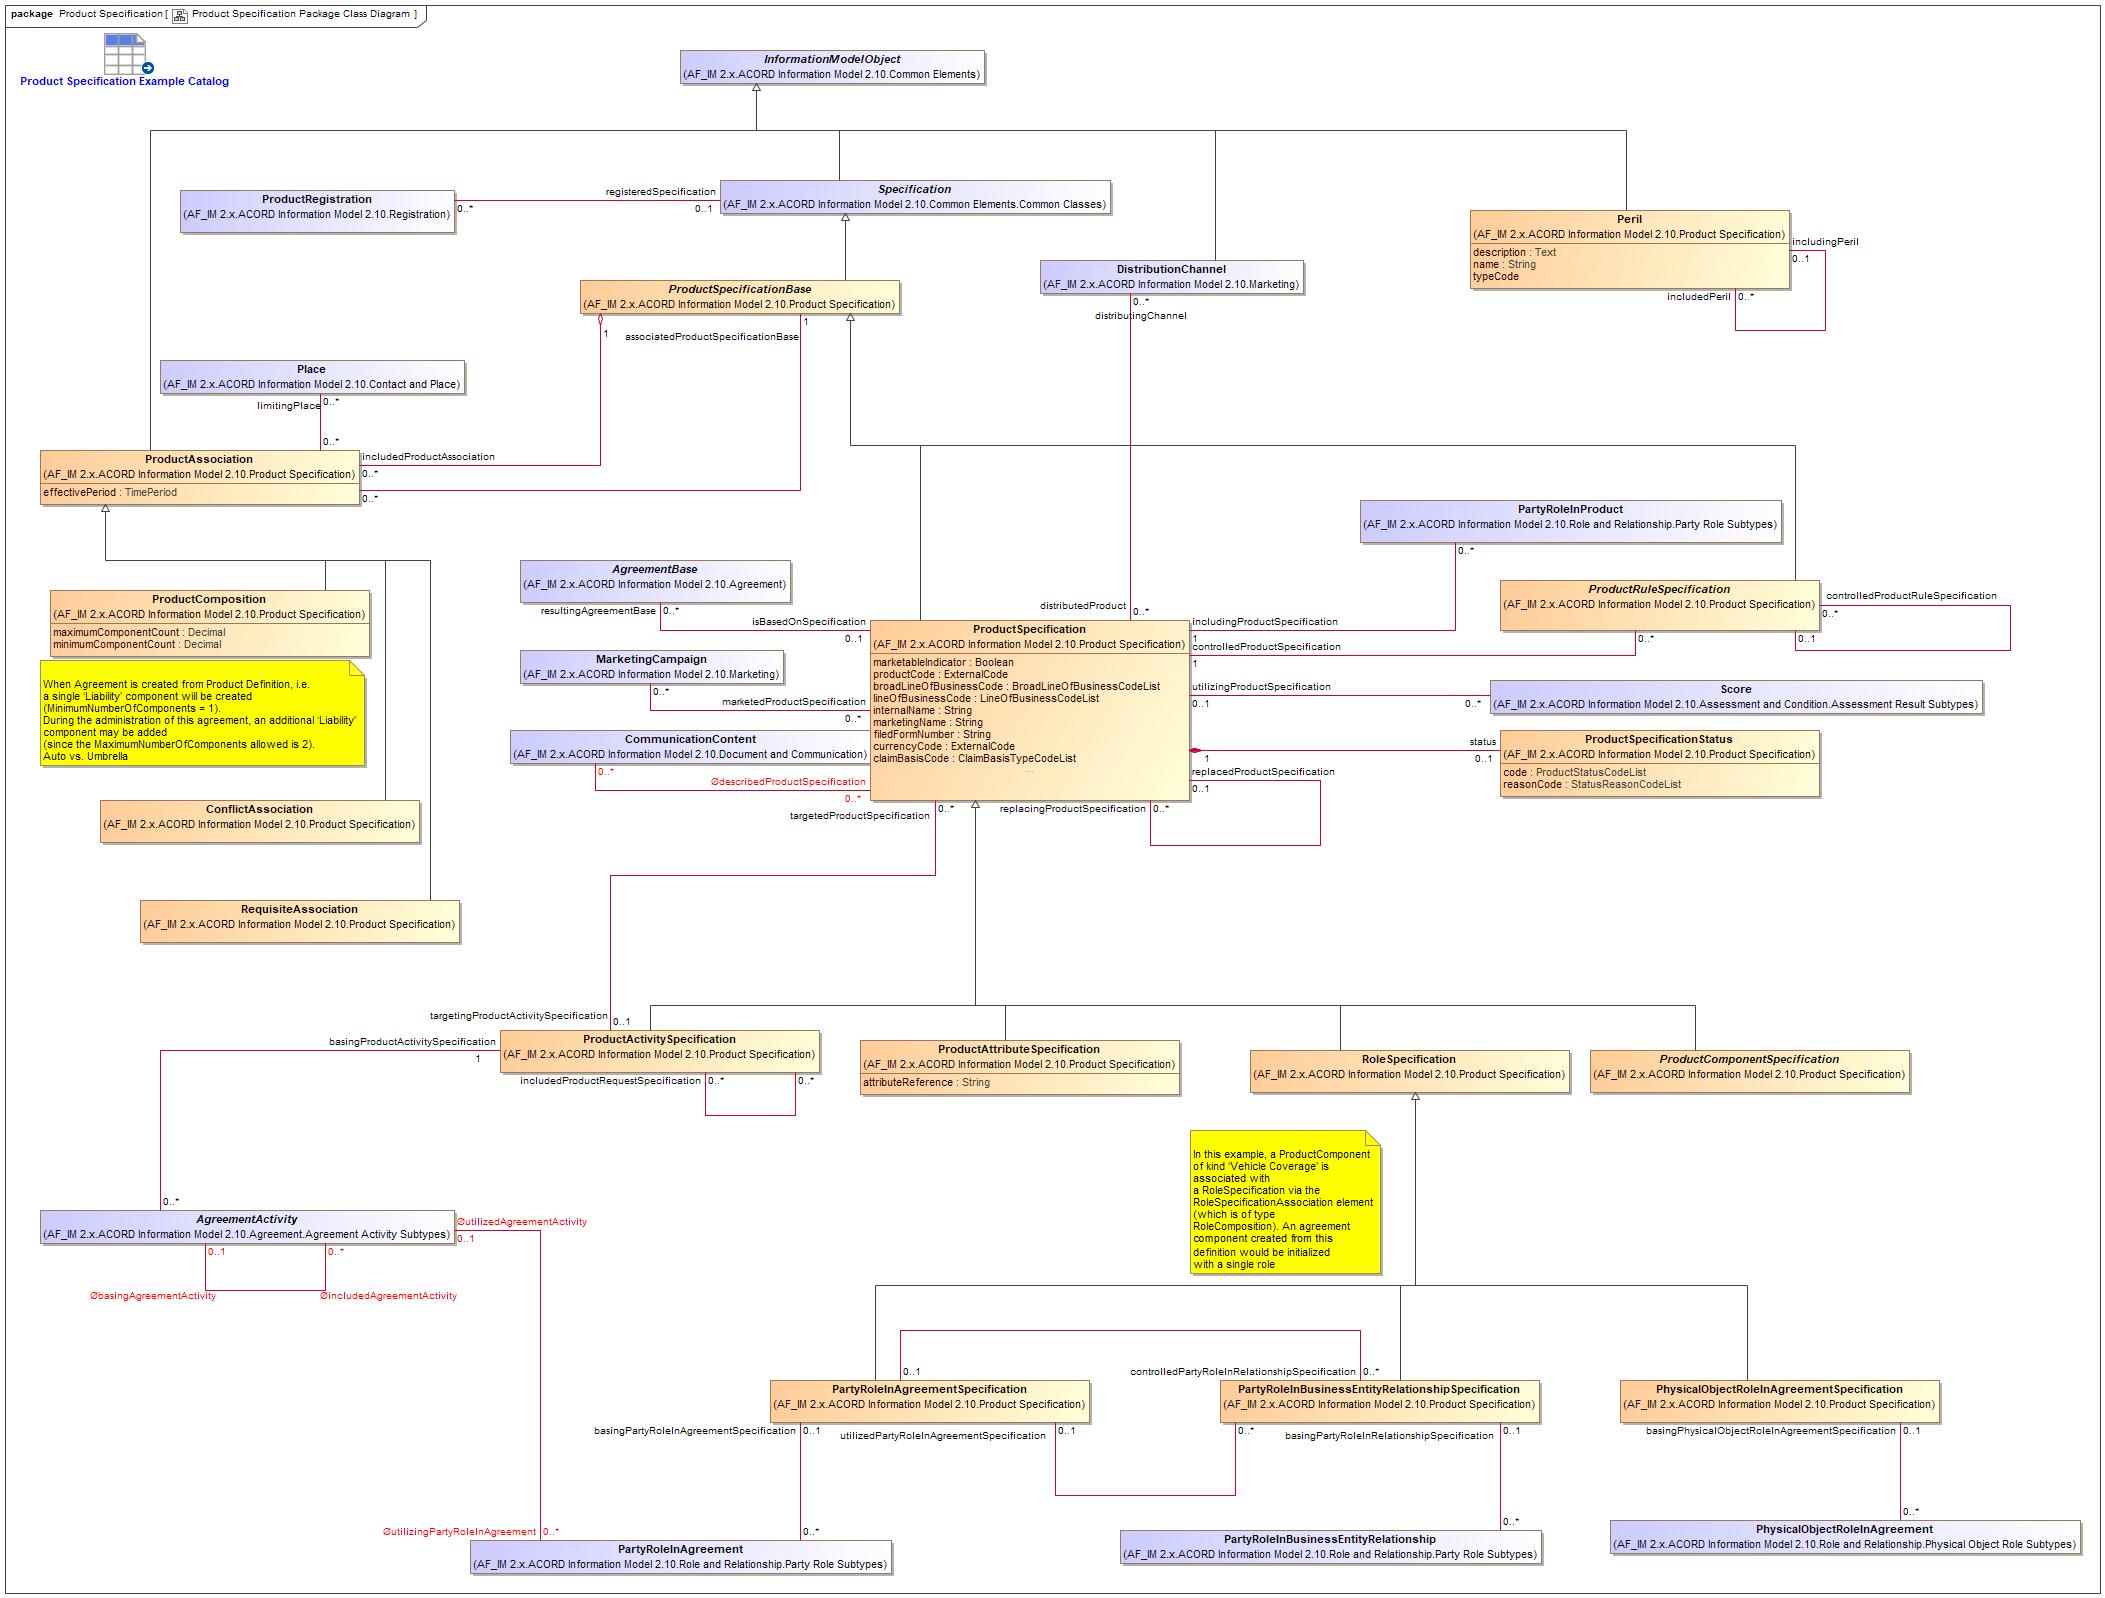 package Product Specification [ Product Specification Package Class Diagram ]
Product Specification Example Catalog
InformationModelObject
(AF_IM 2.x.ACORD Information Model 2.10.Common Elements)
ProductRegistration
(AF_IM 2.x.ACORD Information Model 2.10.Registration)
0..*
registeredSpecification
0..1
Specification
(AF_IM 2.x.ACORD Information Model 2.10.Common Elements.Common Classes)
Peril
(AF_IM 2.x.ACORD Information Model 2.10.Product Specification)
description : Text
name : String
typeCode
includingPeril
0..1
includedPeril
0..*
DistributionChannel
(AF_IM 2.x.ACORD Information Model 2.10.Marketing)
0..*
distributingChannel
ProductSpecificationBase
(AF_IM 2.x.ACORD Information Model 2.10.Product Specification)
1
associatedProductSpecificationBase
1
Place
(AF_IM 2.x.ACORD Information Model 2.10.Contact and Place)
limitingPlace
0..*
0..*
ProductAssociation
(AF_IM 2.x.ACORD Information Model 2.10.Product Specification)
effectivePeriod : TimePeriod
includedProductAssociation
0..*
0..*
PartyRoleInProduct
(AF_IM 2.x.ACORD Information Model 2.10.Role and Relationship.Party Role Subtypes)
0..*
AgreementBase
(AF_IM 2.x.ACORD Information Model 2.10.Agreement)
resultingAgreementBase
0..*
isBasedOnSpecification
0..1
distributedProduct
0..*
ProductRuleSpecification
(AF_IM 2.x.ACORD Information Model 2.10.Product Specification)
controlledProductRuleSpecification
0..*
0..1
0..*
ProductComposition
(AF_IM 2.x.ACORD Information Model 2.10.Product Specification)
maximumComponentCount : Decimal
minimumComponentCount : Decimal
When Agreement is created from Product Definition, i.e.
a single 'Liability' component will be created
(MinimumNumberOfComponents = 1).
During the administration of this agreement, an additional 'Liability'
component may be added
(since the MaximumNumberOfComponents allowed is 2).
Auto vs. Umbrella
MarketingCampaign
(AF_IM 2.x.ACORD Information Model 2.10.Marketing)
0..*
marketedProductSpecification
0..*
CommunicationContent
(AF_IM 2.x.ACORD Information Model 2.10.Document and Communication)
0..*
ØdescribedProductSpecification
0..*
ProductSpecification
(AF_IM 2.x.ACORD Information Model 2.10.Product Specification)
marketableIndicator : Boolean
productCode : ExternalCode
broadLineOfBusinessCode : BroadLineOfBusinessCodeList
lineOfBusinessCode : LineOfBusinessCodeList
internalName : String
marketingName : String
filedFormNumber : String
currencyCode : ExternalCode
claimBasisCode : ClaimBasisTypeCodeList
...
includingProductSpecification
1
controlledProductSpecification
1
utilizingProductSpecification
0..1
0..*
Score
(AF_IM 2.x.ACORD Information Model 2.10.Assessment and Condition.Assessment Result Subtypes)
status
1
0..1
ProductSpecificationStatus
(AF_IM 2.x.ACORD Information Model 2.10.Product Specification)
code : ProductStatusCodeList
reasonCode : StatusReasonCodeList
replacedProductSpecification
0..1
replacingProductSpecification
0..*
targetedProductSpecification
0..*
ConflictAssociation
(AF_IM 2.x.ACORD Information Model 2.10.Product Specification)
RequisiteAssociation
(AF_IM 2.x.ACORD Information Model 2.10.Product Specification)
targetingProductActivitySpecification
0..1
basingProductActivitySpecification
1
ProductActivitySpecification
(AF_IM 2.x.ACORD Information Model 2.10.Product Specification)
includedProductRequestSpecification
0..*
0..*
ProductAttributeSpecification
(AF_IM 2.x.ACORD Information Model 2.10.Product Specification)
attributeReference : String
RoleSpecification
(AF_IM 2.x.ACORD Information Model 2.10.Product Specification)
ProductComponentSpecification
(AF_IM 2.x.ACORD Information Model 2.10.Product Specification)
In this example, a ProductComponent
of kind 'Vehicle Coverage' is
associated with
a RoleSpecification via the
RoleSpecificationAssociation element
(which is of type
RoleComposition). An agreement
component created from this
definition would be initialized
with a single role
0..*
AgreementActivity
(AF_IM 2.x.ACORD Information Model 2.10.Agreement.Agreement Activity Subtypes)
ØutilizedAgreementActivity
0..1
0..1
0..*
ØbasingAgreementActivity
ØincludedAgreementActivity
0..1
controlledPartyRoleInRelationshipSpecification
0..*
PartyRoleInAgreementSpecification
(AF_IM 2.x.ACORD Information Model 2.10.Product Specification)
basingPartyRoleInAgreementSpecification
0..1
utilizedPartyRoleInAgreementSpecification
0..1
PartyRoleInBusinessEntityRelationshipSpecification
(AF_IM 2.x.ACORD Information Model 2.10.Product Specification)
0..*
basingPartyRoleInRelationshipSpecification
0..1
PhysicalObjectRoleInAgreementSpecification
(AF_IM 2.x.ACORD Information Model 2.10.Product Specification)
basingPhysicalObjectRoleInAgreementSpecification
0..1
ØutilizingPartyRoleInAgreement
0..*
0..*
PartyRoleInAgreement
(AF_IM 2.x.ACORD Information Model 2.10.Role and Relationship.Party Role Subtypes)
0..*
PartyRoleInBusinessEntityRelationship
(AF_IM 2.x.ACORD Information Model 2.10.Role and Relationship.Party Role Subtypes)
0..*
PhysicalObjectRoleInAgreement
(AF_IM 2.x.ACORD Information Model 2.10.Role and Relationship.Physical Object Role Subtypes)